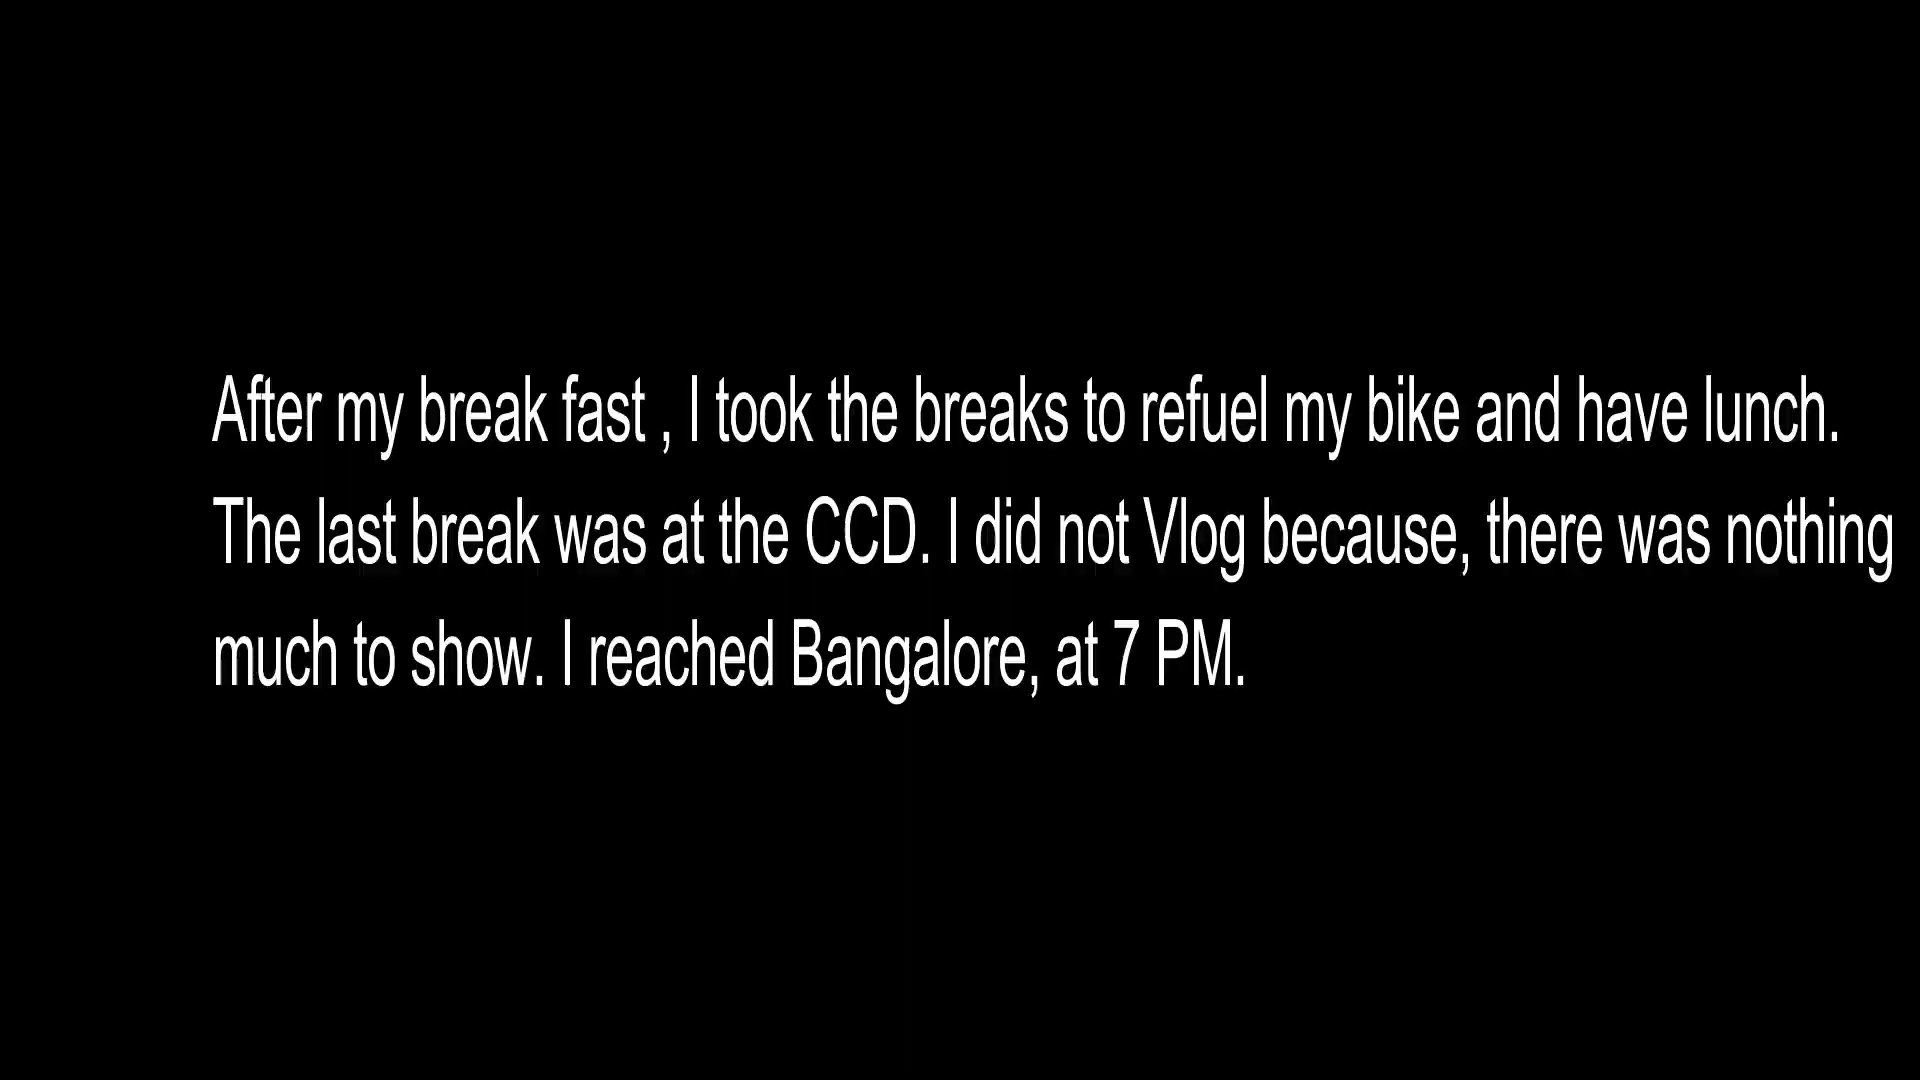 After my break fast , I took the breaks to refuel my bike and have lunch.
The last break was at the CCD. I did not Vlog because, there was nothing
much to show. I reached Bangalore, at 7 PM.